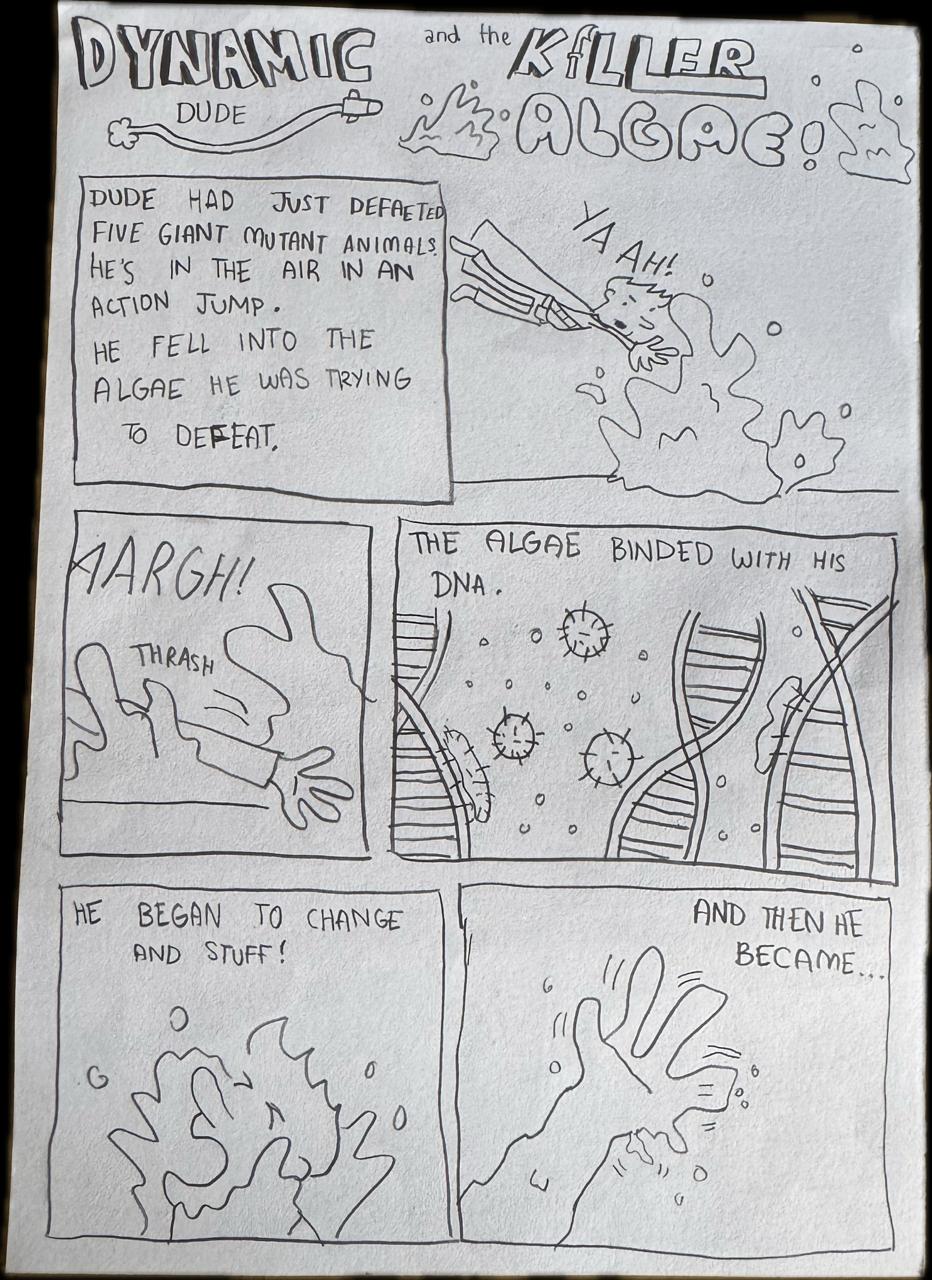 DYNAMIC
DUDE
and the KiLLER
ALGAE!
DUDE HAD JUST DEFAETED
FIVE GIANT MUTANT ANIMALS.
HE'S IN THE AIR IN AN
ACTION JUMP.
HE FELL INTO THE
ALGAE HE WAS TRYING
TO DEFEAT.
YAAH!
AARGH!
THRASH
THE ALGAE BINDED WITH HIS
DNA.
HE BEGAN TO CHANGE
AND STUFF!
AND THEN HE
BECAME...